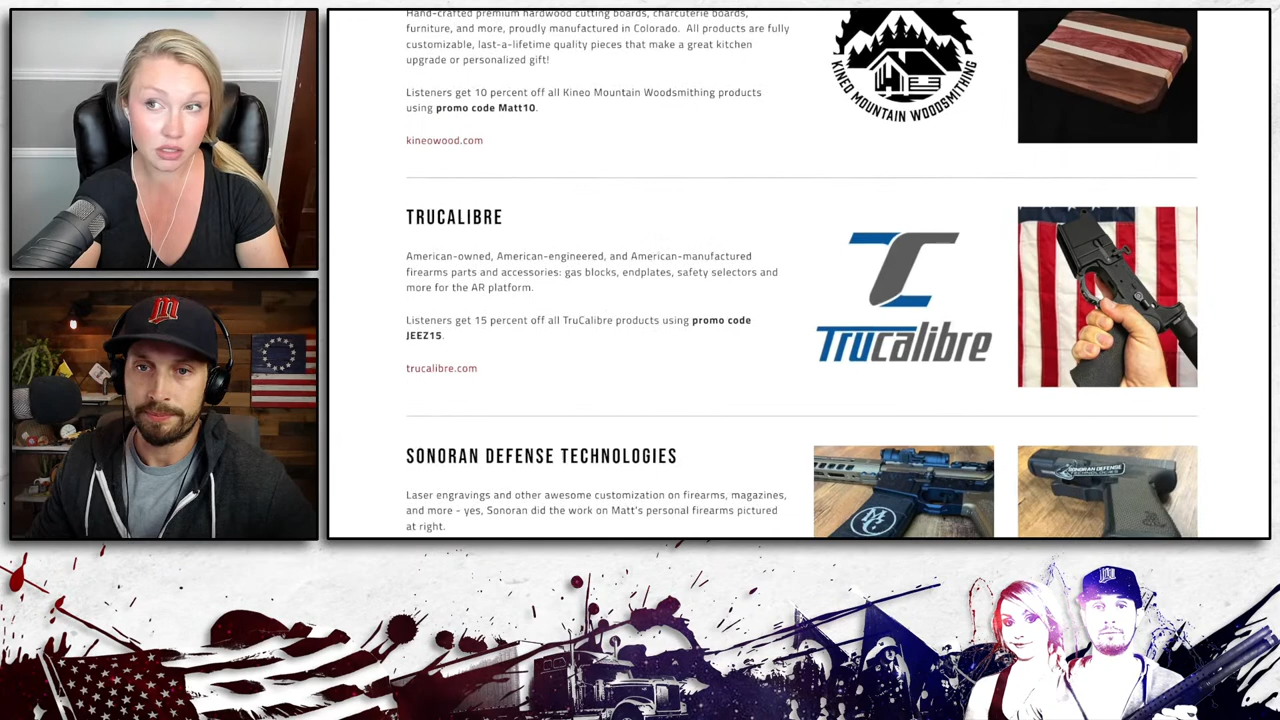 Hand-crafted premium hardwood cutting boards, charcuterie boards,
furniture, and more, proudly manufactured in Colorado. All products are fully
customizable, last-a-lifetime quality pieces that make a great kitchen
upgrade or personalized gift!
Listeners get 10 percent off all Kineo Mountain Woodsmithing products
using promo code Matt10.
kineowood.com
KINEO MOUNTAIN WOODSMITHING
TRUCALIBRE
American-owned, American-engineered, and American-manufactured
firearms parts and accessories: gas blocks, endplates, safety selectors and
more for the AR platform.
Listeners get 15 percent off all TruCalibre products using promo code
JEEZ15.
trucalibre.com
TC
Trucalibre
SONORAN DEFENSE TECHNOLOGIES
Laser engravings and other awesome customization on firearms, magazines,
and more - yes, Sonoran did the work on Matt's personal firearms pictured
at right.
SONORAN DEFENSE
TECHNOLOGIES